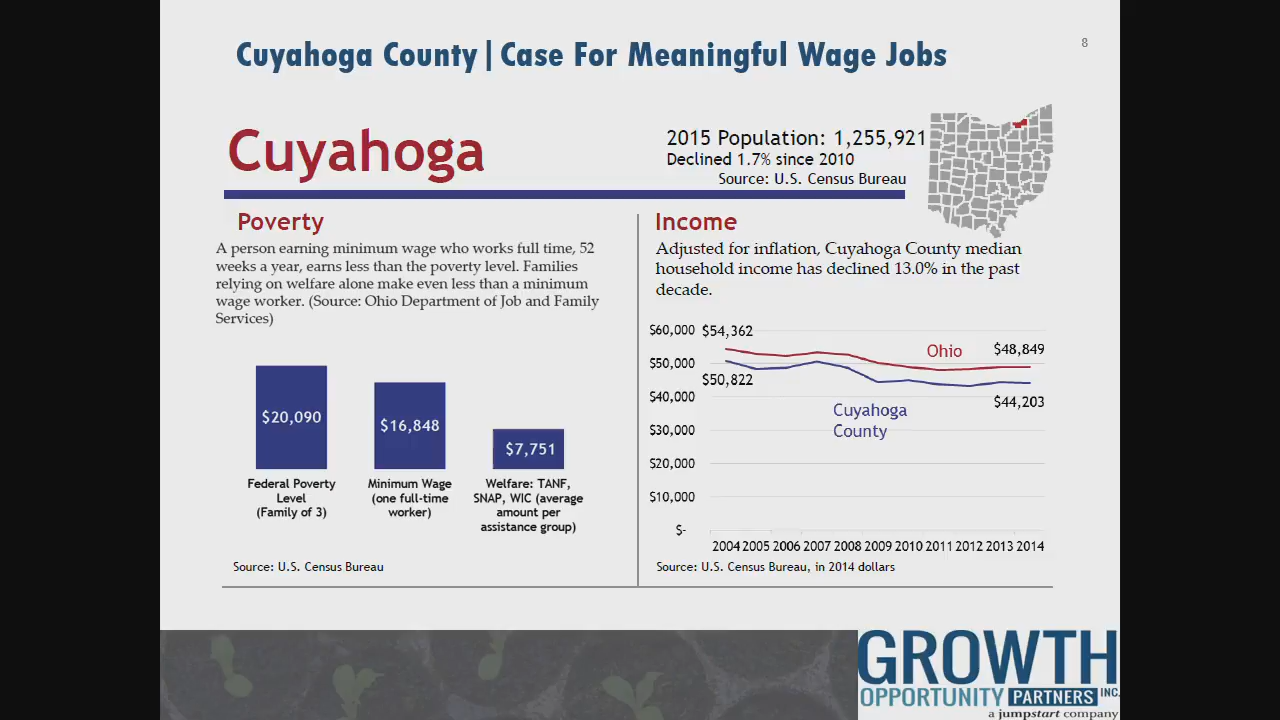 Cuyahoga County|Case For Meaningful Wage Jobs
8
Cuyahoga
2015 Population: 1,255,921
Declined 1.7% since 2010
Source: U.S. Census Bureau
Poverty
A person earning minimum wage who works full time, 52
weeks a year, earns less than the poverty level. Families
relying on welfare alone make even less than a minimum
wage worker. (Source: Ohio Department of Job and Family
Services)
$20,090
$16,848
$7,751
Federal Poverty
Level
(Family of 3)
Minimum Wage
(one full-time
worker)
Welfare: TANF,
SNAP, WIC (average
amount per
assistance group)
Source: U.S. Census Bureau
Income
Adjusted for inflation, Cuyahoga County median
household income has declined 13.0% in the past
decade.
$60,000
$50,000
$40,000
$30,000
$20,000
$10,000
$-
$54,362
$50,822
Ohio
$48,849
Cuyahoga
County
$44,203
2004 2005 2006 2007 2008 2009 2010 2011 2012 2013 2014
Source: U.S. Census Bureau, in 2014 dollars
GROWTH
OPPORTUNITY PARTNERS INC.
a jumpstart company